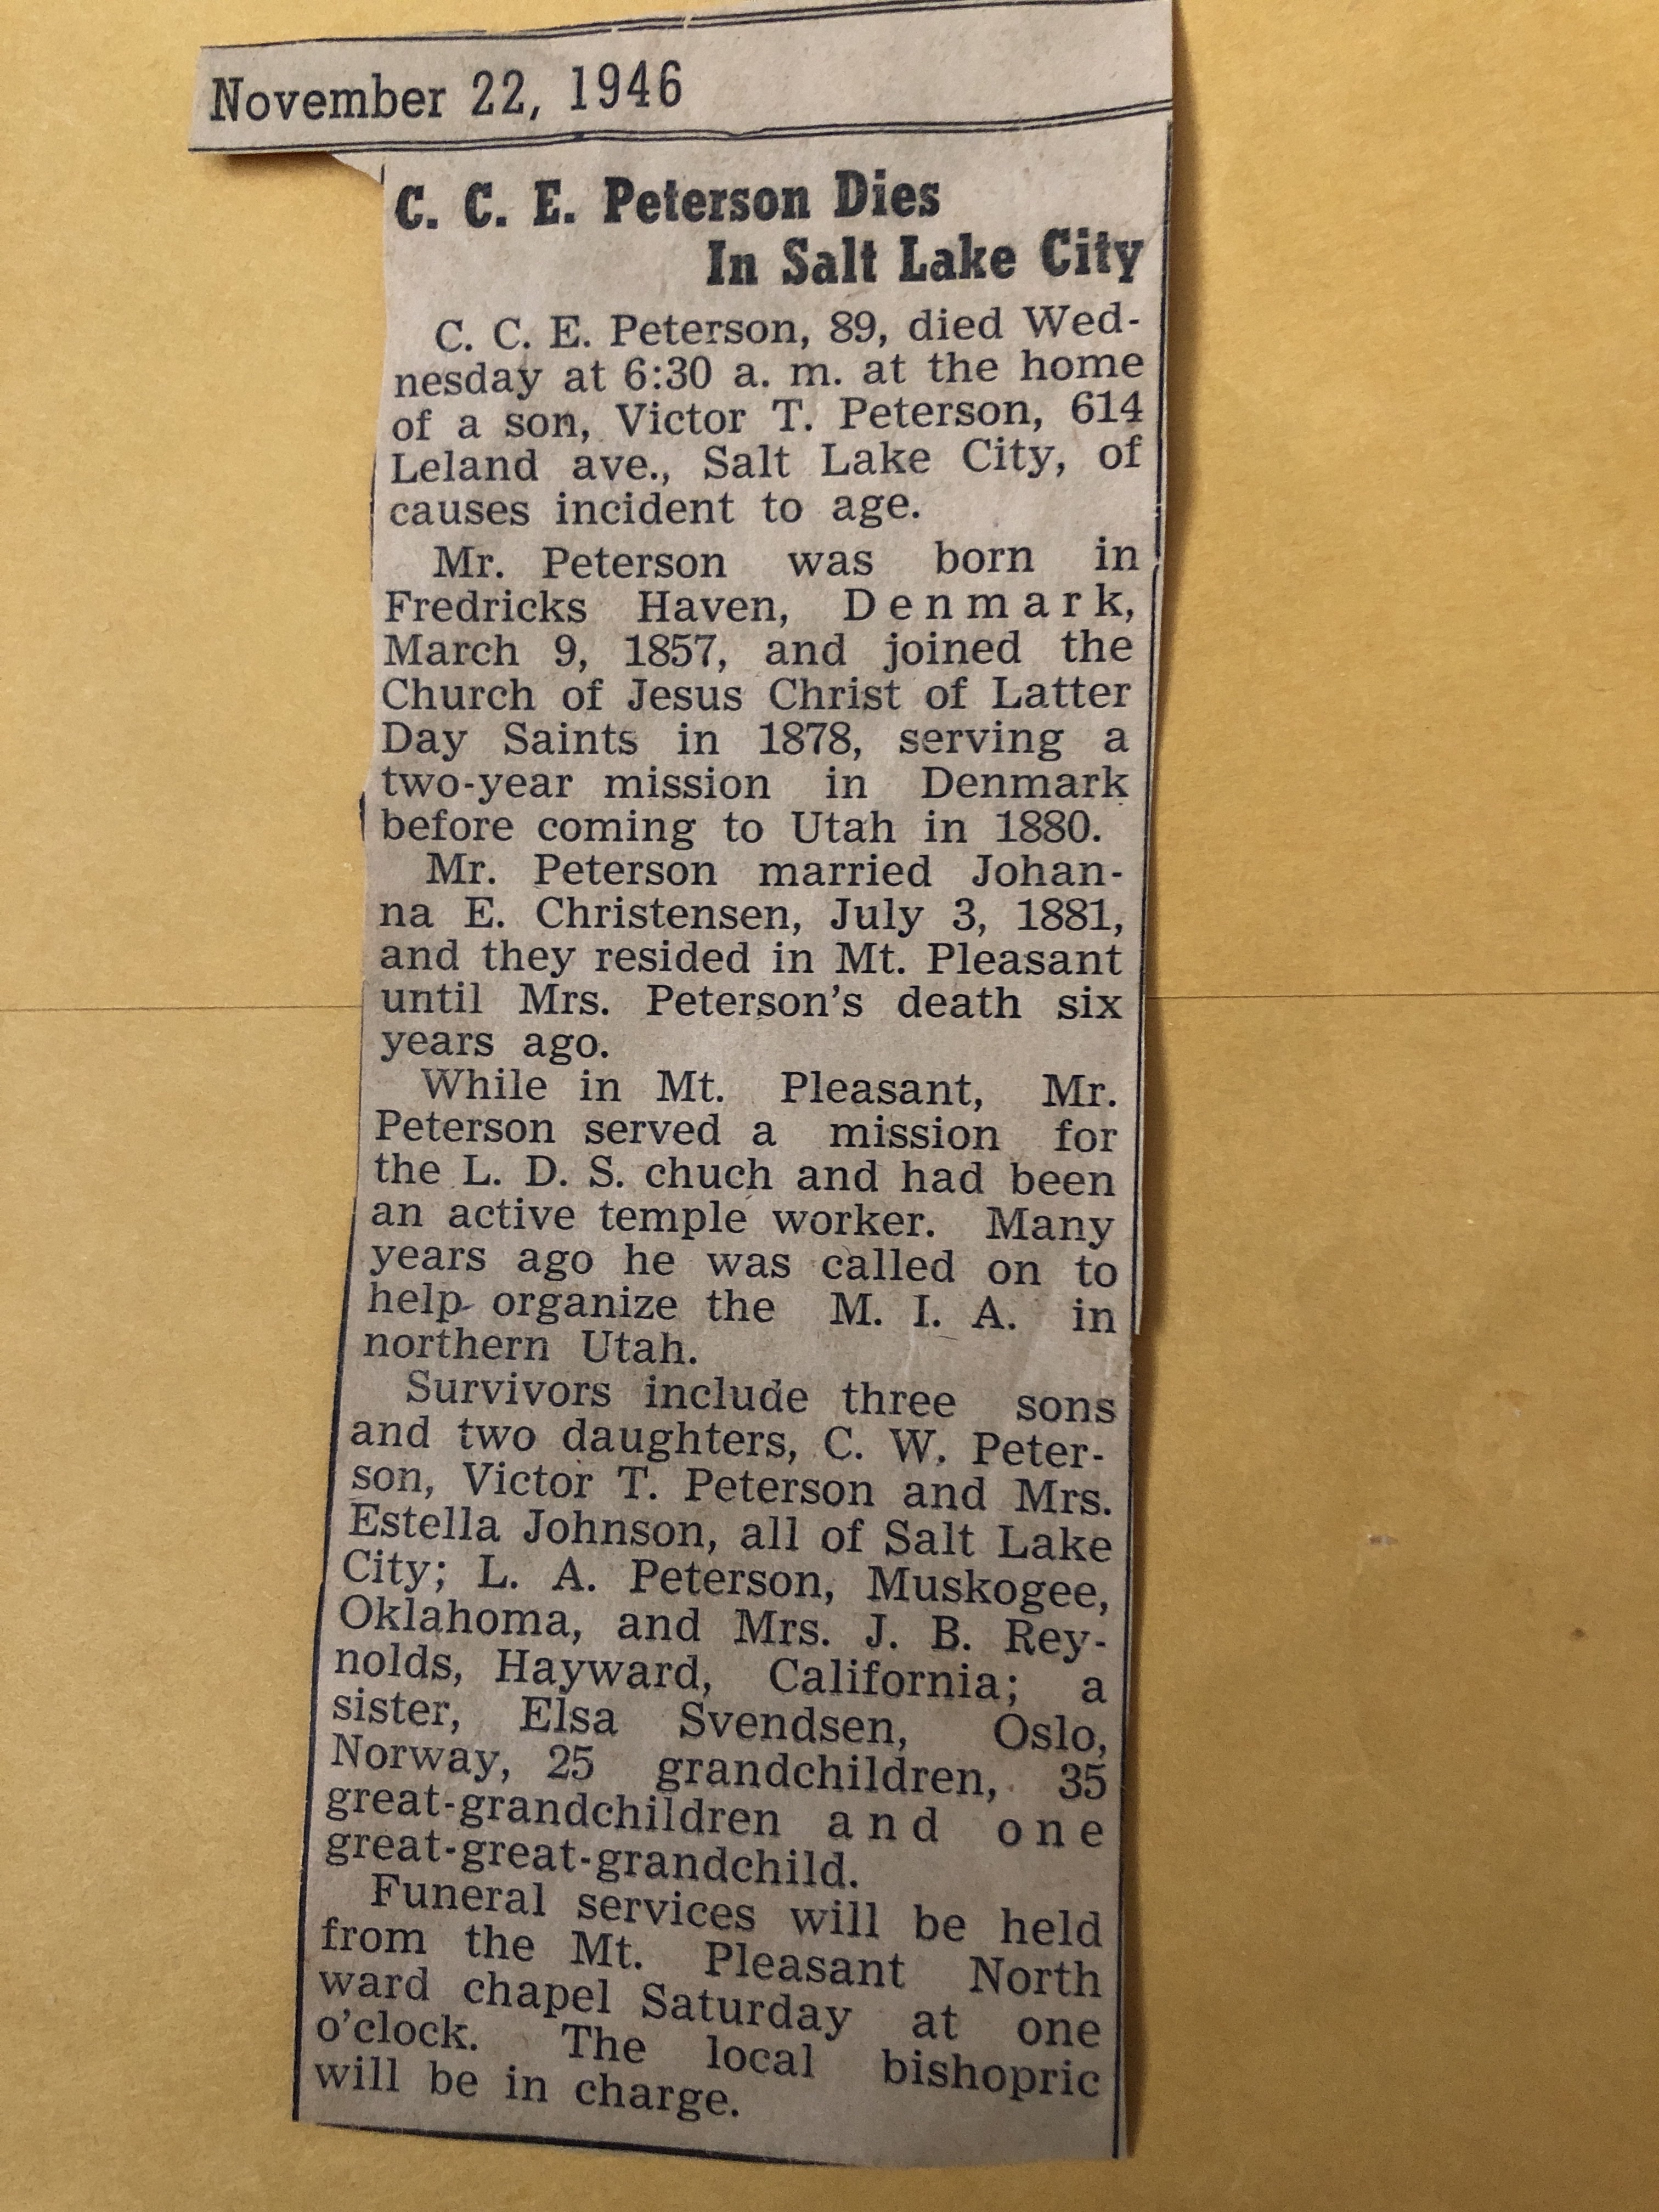 November 22, 1946
C. C. E. Peterson Dies
In Salt Lake City
C. C. E. Peterson, 89, died Wed-
nesday at 6:30 a. m. at the home
of a son, Victor T. Peterson, 614
Leland ave., Salt Lake City, of
causes incident to age.
Mr. Peterson was born in
Fredricks Haven, Denmark,
March 9, 1857, and joined the
Church of Jesus Christ of Latter
Day Saints in 1878, serving a
two-year mission in Denmark
before coming to Utah in 1880.
Mr. Peterson married Johan-
na E. Christensen, July 3, 1881,
and they resided in Mt. Pleasant
until Mrs. Peterson's death six
years ago.
While in Mt. Pleasant, Mr.
Peterson served a mission for
the L. D. S. chuch and had been
an active temple worker. Many
years ago he was called on to
help organize the M. I. A. in
northern Utah.
Survivors include three sons
and two daughters, C. W. Peter-
son, Victor T. Peterson and Mrs.
Estella Johnson, all of Salt Lake
City; L. A. Peterson, Muskogee,
Oklahoma, and Mrs. J. B. Rey-
nolds, Hayward, California; a
sister, Elsa Svendsen, Oslo,
Norway, 25 grandchildren, 35
great-grandchildren and one
great-great-grandchild.
Funeral services will be held
from the Mt. Pleasant North
ward chapel Saturday at one
o'clock. The local bishopric
will be in charge.